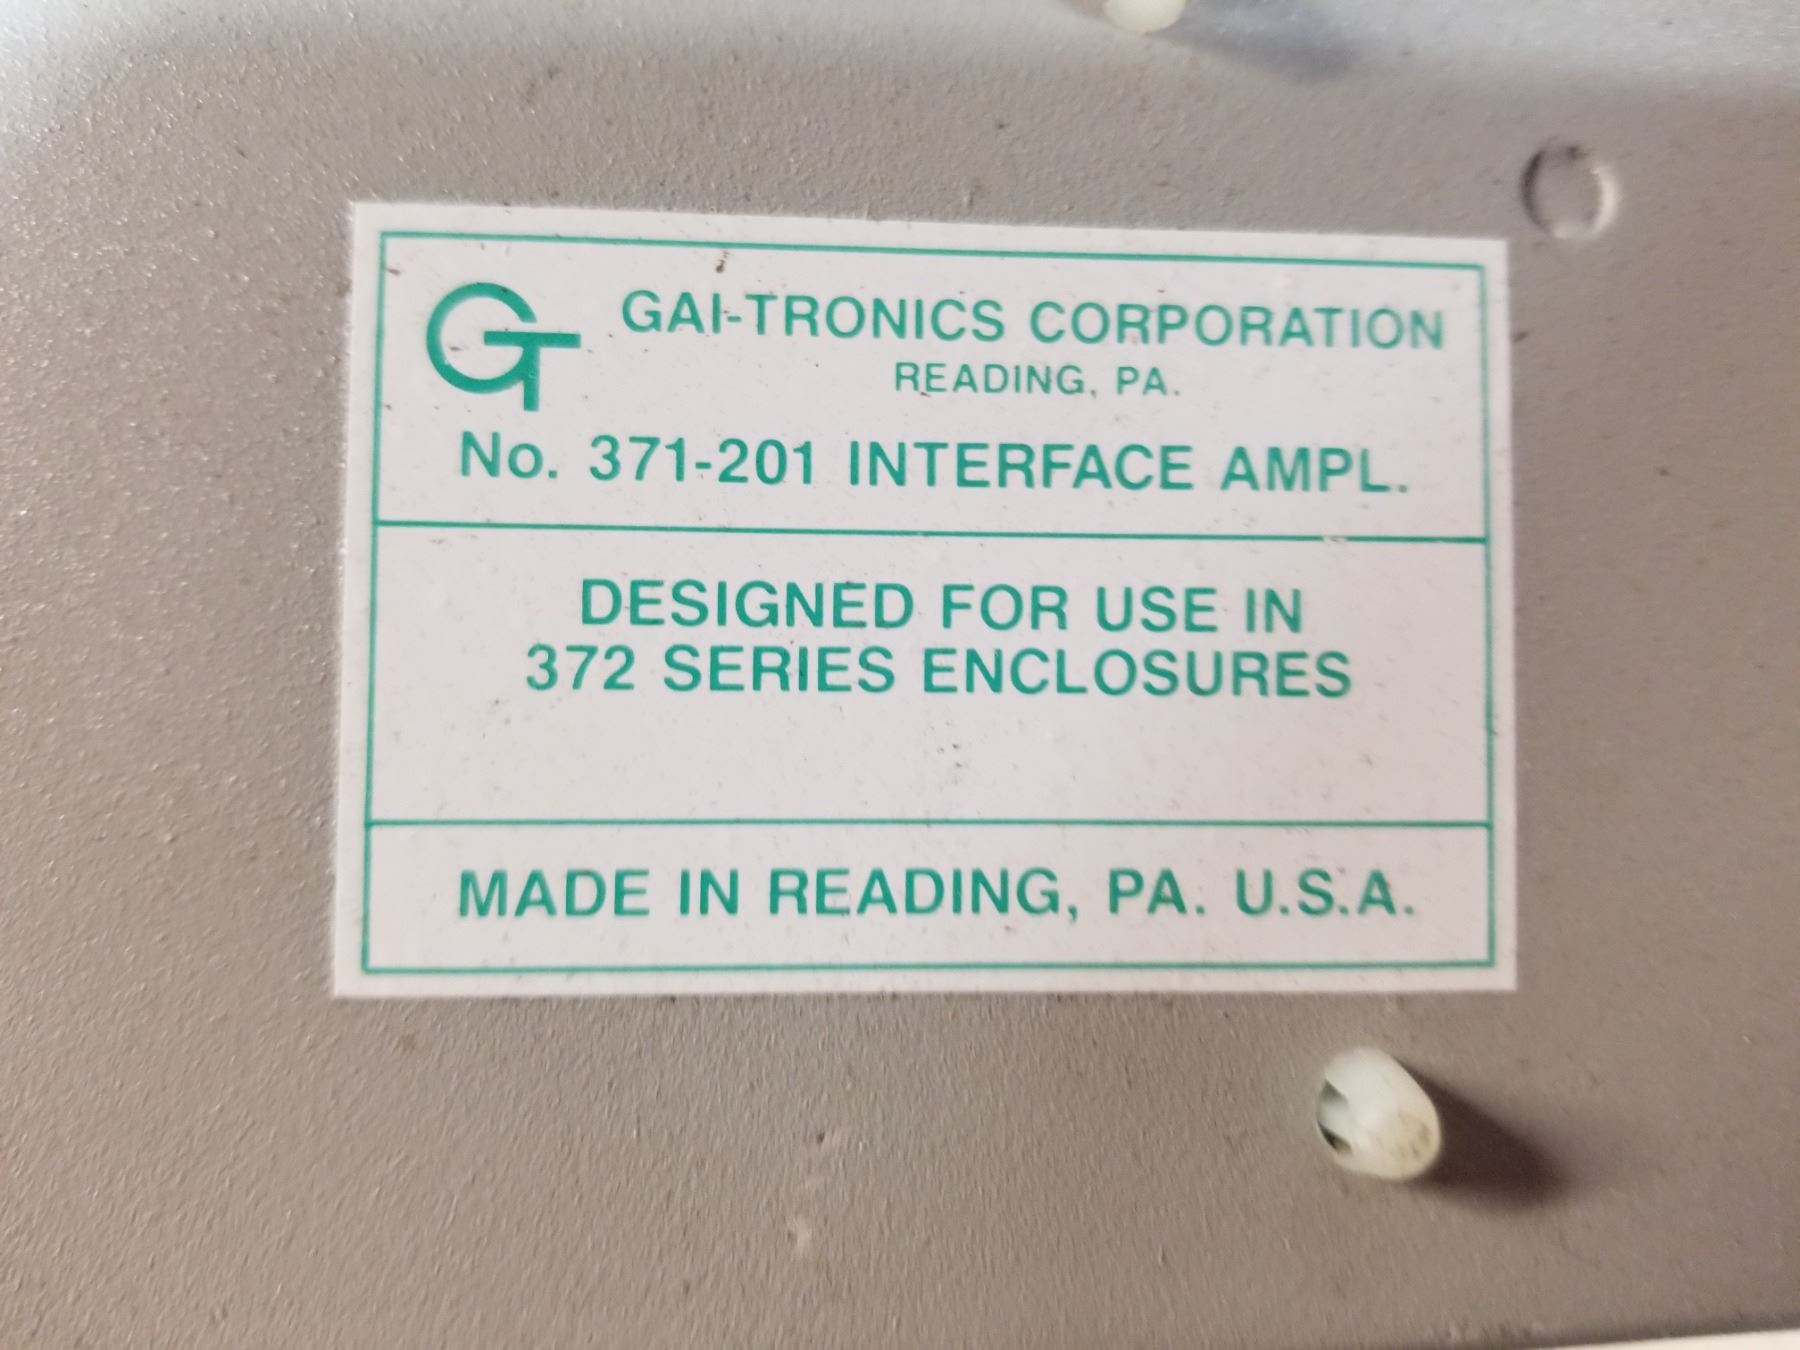 GT GAI-TRONICS CORPORATION
READING, PA.
No. 371-201 INTERFACE AMPL.
DESIGNED FOR USE IN
372 SERIES ENCLOSURES
MADE IN READING, PA. U.S.A.